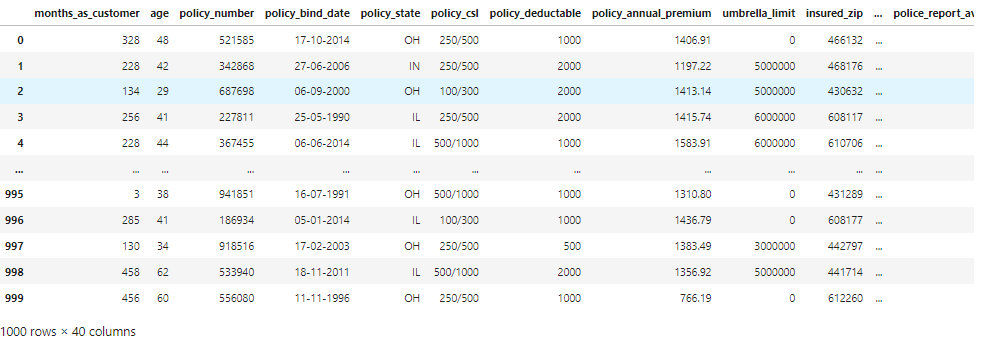 months_as_customer age policy_number policy_bind_date policy_state policy_csl policy_deductable policy_annual_premium umbrella_limit insured_zip ... police_report_av
0 328 48 521585 17-10-2014 OH 250/500 1000 1406.91 0 466132 ...
1 228 42 342868 27-06-2006 IN 250/500 2000 1197.22 5000000 468176 ...
2 134 29 687698 06-09-2000 OH 100/300 2000 1413.14 5000000 430632 ...
3 256 41 227811 25-05-1990 IL 250/500 2000 1415.74 6000000 608117 ...
4 228 44 367455 06-06-2014 IL 500/1000 1000 1583.91 6000000 610706 ...
... ... ... ... ... ... ... ... ... ... ... ...
995 3 38 941851 16-07-1991 OH 500/1000 1000 1310.80 0 431289 ...
996 285 41 186934 05-01-2014 IL 100/300 1000 1436.79 0 608177 ...
997 130 34 918516 17-02-2003 OH 250/500 500 1383.49 3000000 442797 ...
998 458 62 533940 18-11-2011 IL 500/1000 2000 1356.92 5000000 441714 ...
999 456 60 556080 11-11-1996 OH 250/500 1000 766.19 0 612260 ...
1000 rows × 40 columns